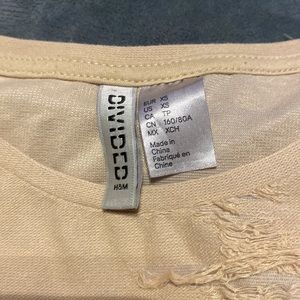 DIVIDED
H&M
EUR XS
US XS
CA TP
CN 160/80A
MX XCH
Made in
China
Fabriqué en
Chine